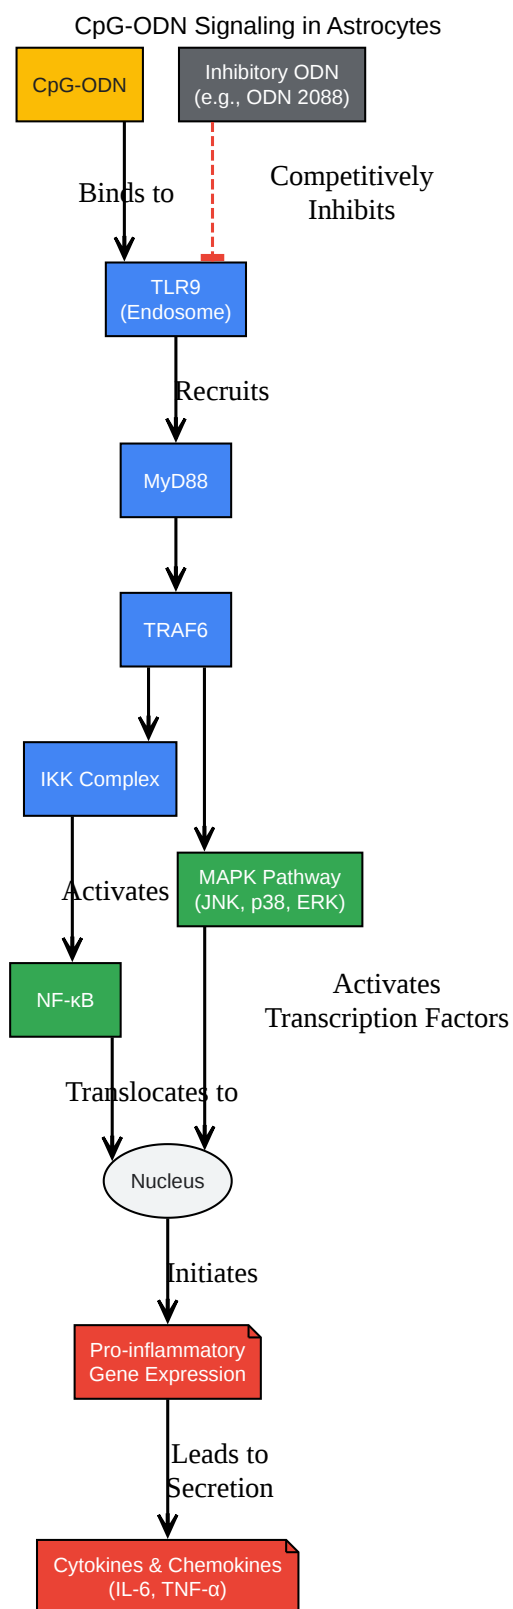 CpG-ODN Signaling in Astrocytes
CpG-ODN
Inhibitory ODN
(e.g., ODN 2088)
Binds to
Competitively
Inhibits
TLR9
(Endosome)
Recruits
MyD88
TRAF6
IKK Complex
MAPK Pathway
(JNK, p38, ERK)
Activates
NF-κB
Activates
Transcription Factors
Translocates to
Nucleus
Initiates
Pro-inflammatory
Gene Expression
Leads to
Secretion
Cytokines & Chemokines
(IL-6, TNF-α)